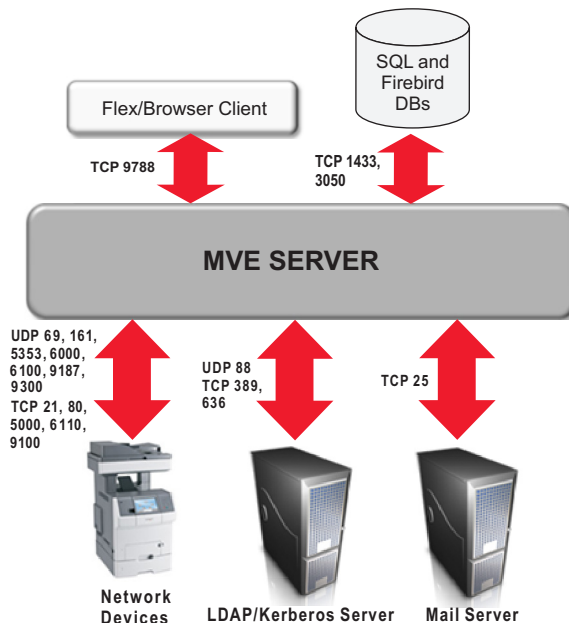 SQL and
Firebird
DBs
Flex/Browser Client
TCP 9788
TCP 1433,
3050
MVE SERVER
UDP 69, 161,
5353, 6000,
6100, 9187,
9300
TCP 21, 80,
5000, 6110,
9100
UDP 88
TCP 389,
636
TCP 25
Network
Devices
LDAP/Kerberos Server
Mail Server